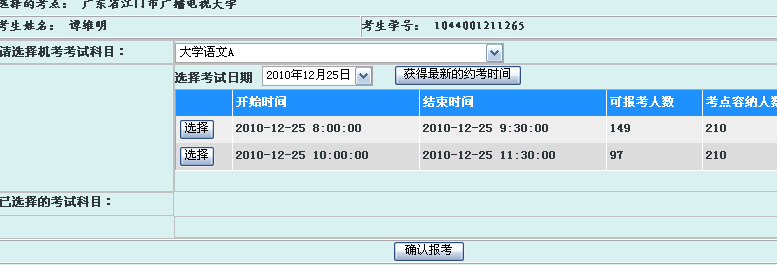 选择的考点： 广东省江门市广播电视大学
考生姓名： 谭维明 考生学号： 1044001211265
请选择机考考试科目： 大学语文A
选择考试日期 2010年12月25日 获得最新的约考时间
开始时间 结束时间 可报考人数 考点容纳人数
选择 2010-12-25 8:00:00 2010-12-25 9:30:00 149 210
选择 2010-12-25 10:00:00 2010-12-25 11:30:00 97 210
已选择的考试科目：
确认报考